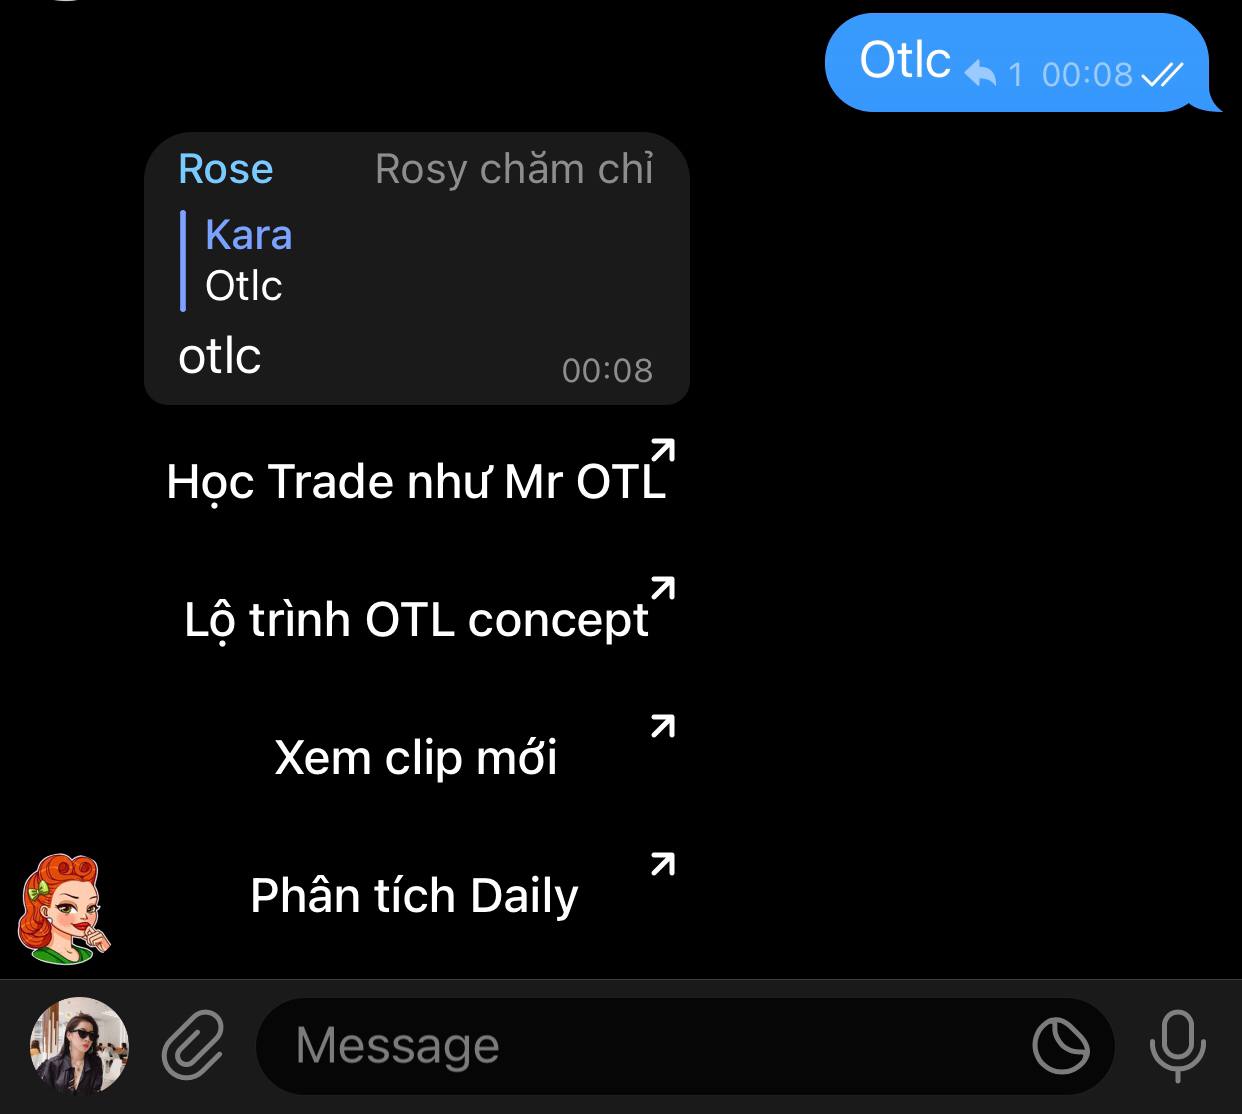 Otlc 1 00:08
Rose Rosy chăm chỉ
Kara
Otlc
otlc 00:08
Học Trade như Mr OTL
Lộ trình OTL concept
Xem clip mới
Phân tích Daily
Message